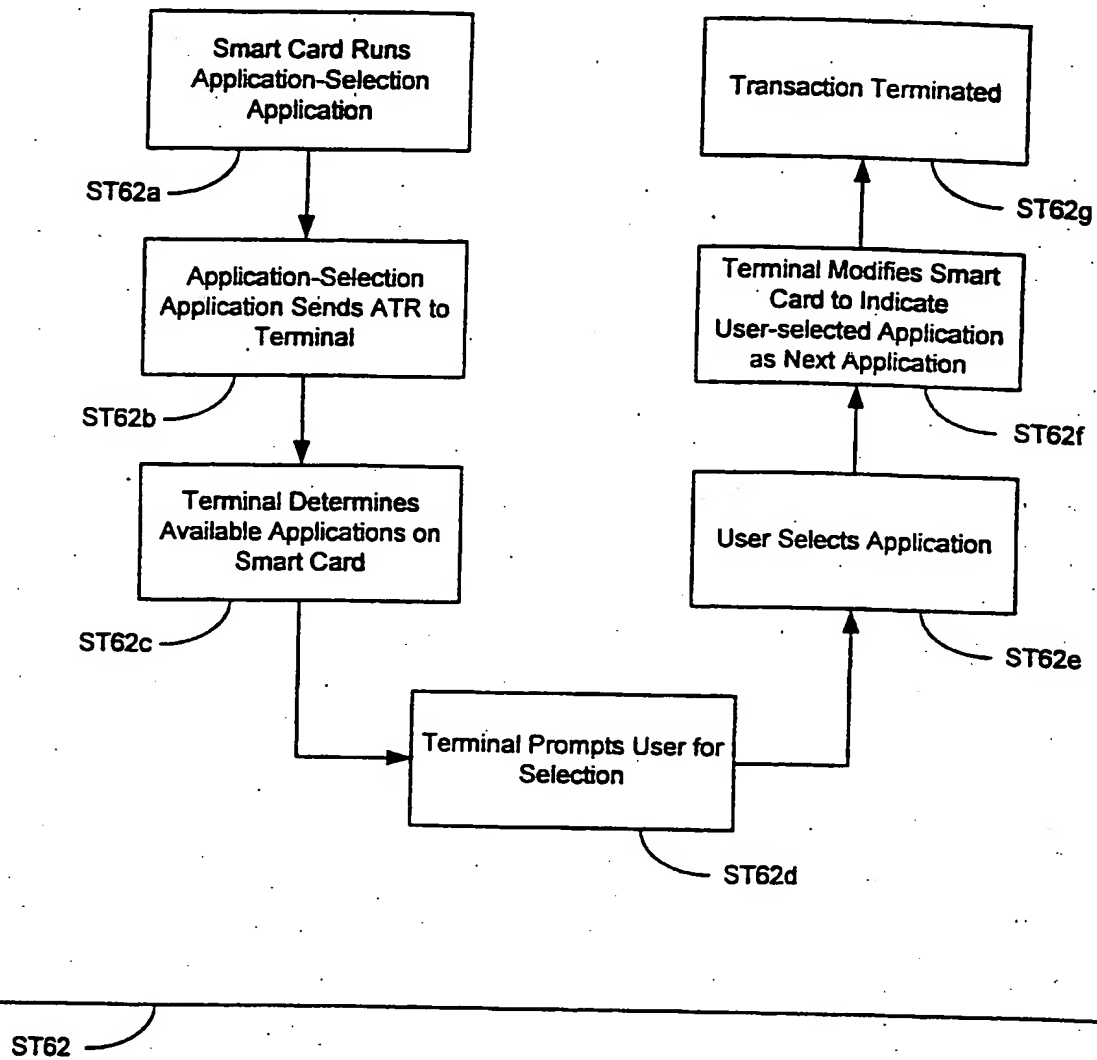 Smart Card Runs
Application-Selection
Application
ST62a
Application-Selection
Application Sends ATR to
Terminal
ST62b
Terminal Determines
Available Applications on
Smart Card
ST62c
Terminal Prompts User for
Selection
ST62d
User Selects Application
ST62e
Terminal Modifies Smart
Card to Indicate
User-selected Application
as Next Application
ST62f
Transaction Terminated
ST62g
ST62